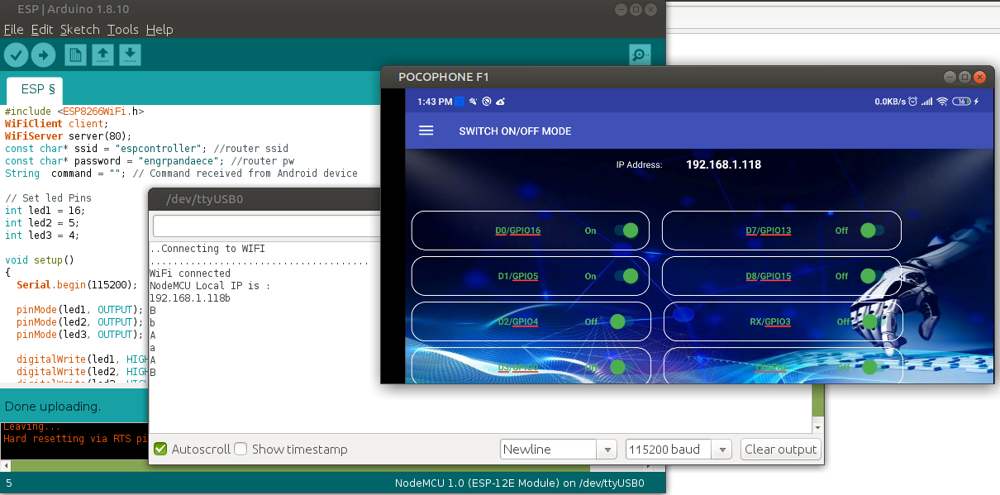 ESP | Arduino 1.8.10
File Edit Sketch Tools Help
ESP §
#include <ESP8266WiFi.h>
WiFiClient client;
WiFiServer server(80);
const char* ssid = "espcontroller"; //router ssid
const char* password = "engrpandaece"; //router pw
String  command = ""; // Command received from Android device
// Set led Pins
int led1 = 16;
int led2 = 5;
int led3 = 4;
void setup()
{
Serial.begin(115200);
pinMode(led1, OUTPUT);
pinMode(led2, OUTPUT);
pinMode(led3, OUTPUT);
digitalWrite(led1, HIGH
digitalWrite(led2, HIGH
digitalWrite(led3, HIGH
Done uploading.
Leaving...
Hard resetting via RTS pi
5
NodeMCU 1.0 (ESP-12E Module) on /dev/ttyUSB0
/dev/ttyUSB0
..Connecting to WIFI
......................................
WiFi connected
NodeMCU Local IP is :
192.168.1.118b
B
b
A
a
A
B
Autoscroll Show timestamp Newline 115200 baud Clear output
POCOPHONE F1
1:43 PM 0.0KB/s 16
SWITCH ON/OFF MODE
IP Address: 192.168.1.118
D0/GPIO16 On D7/GPIO13 Off
D1/GPIO5 On D8/GPIO15 Off
D2/GPIO4 Off RX/GPIO3 Off
D3/GPIO0 Off Off